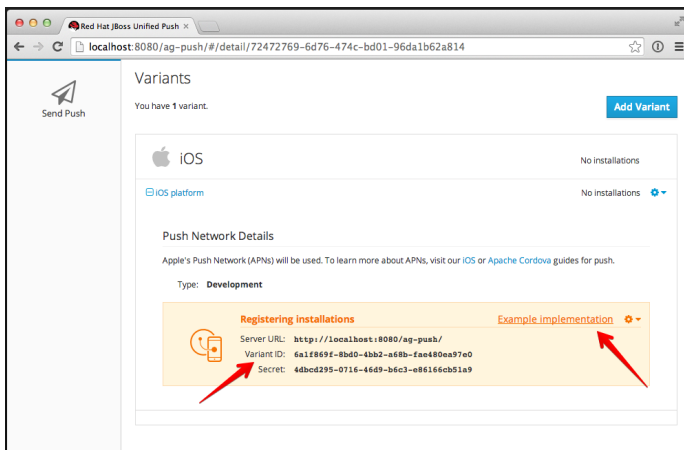 Red Hat JBoss Unified Push
localhost:8080/ag-push/#/detail/72472769-6d76-474c-bd01-96da1b62a814
Send Push
Variants
You have 1 variant.
Add Variant
iOS
No installations
iOS platform
No installations
Push Network Details
Apple's Push Network (APNs) will be used. To learn more about APNs, visit our iOS or Apache Cordova guides for push.
Type: Development
Registering installations
Example implementation
Server URL: http://localhost:8080/ag-push/
Variant ID: 6a1f869f-8bd0-4bb2-a68b-fae480ea97e0
Secret: 4dbcd295-0716-46d9-b6c3-e86166cb51a9